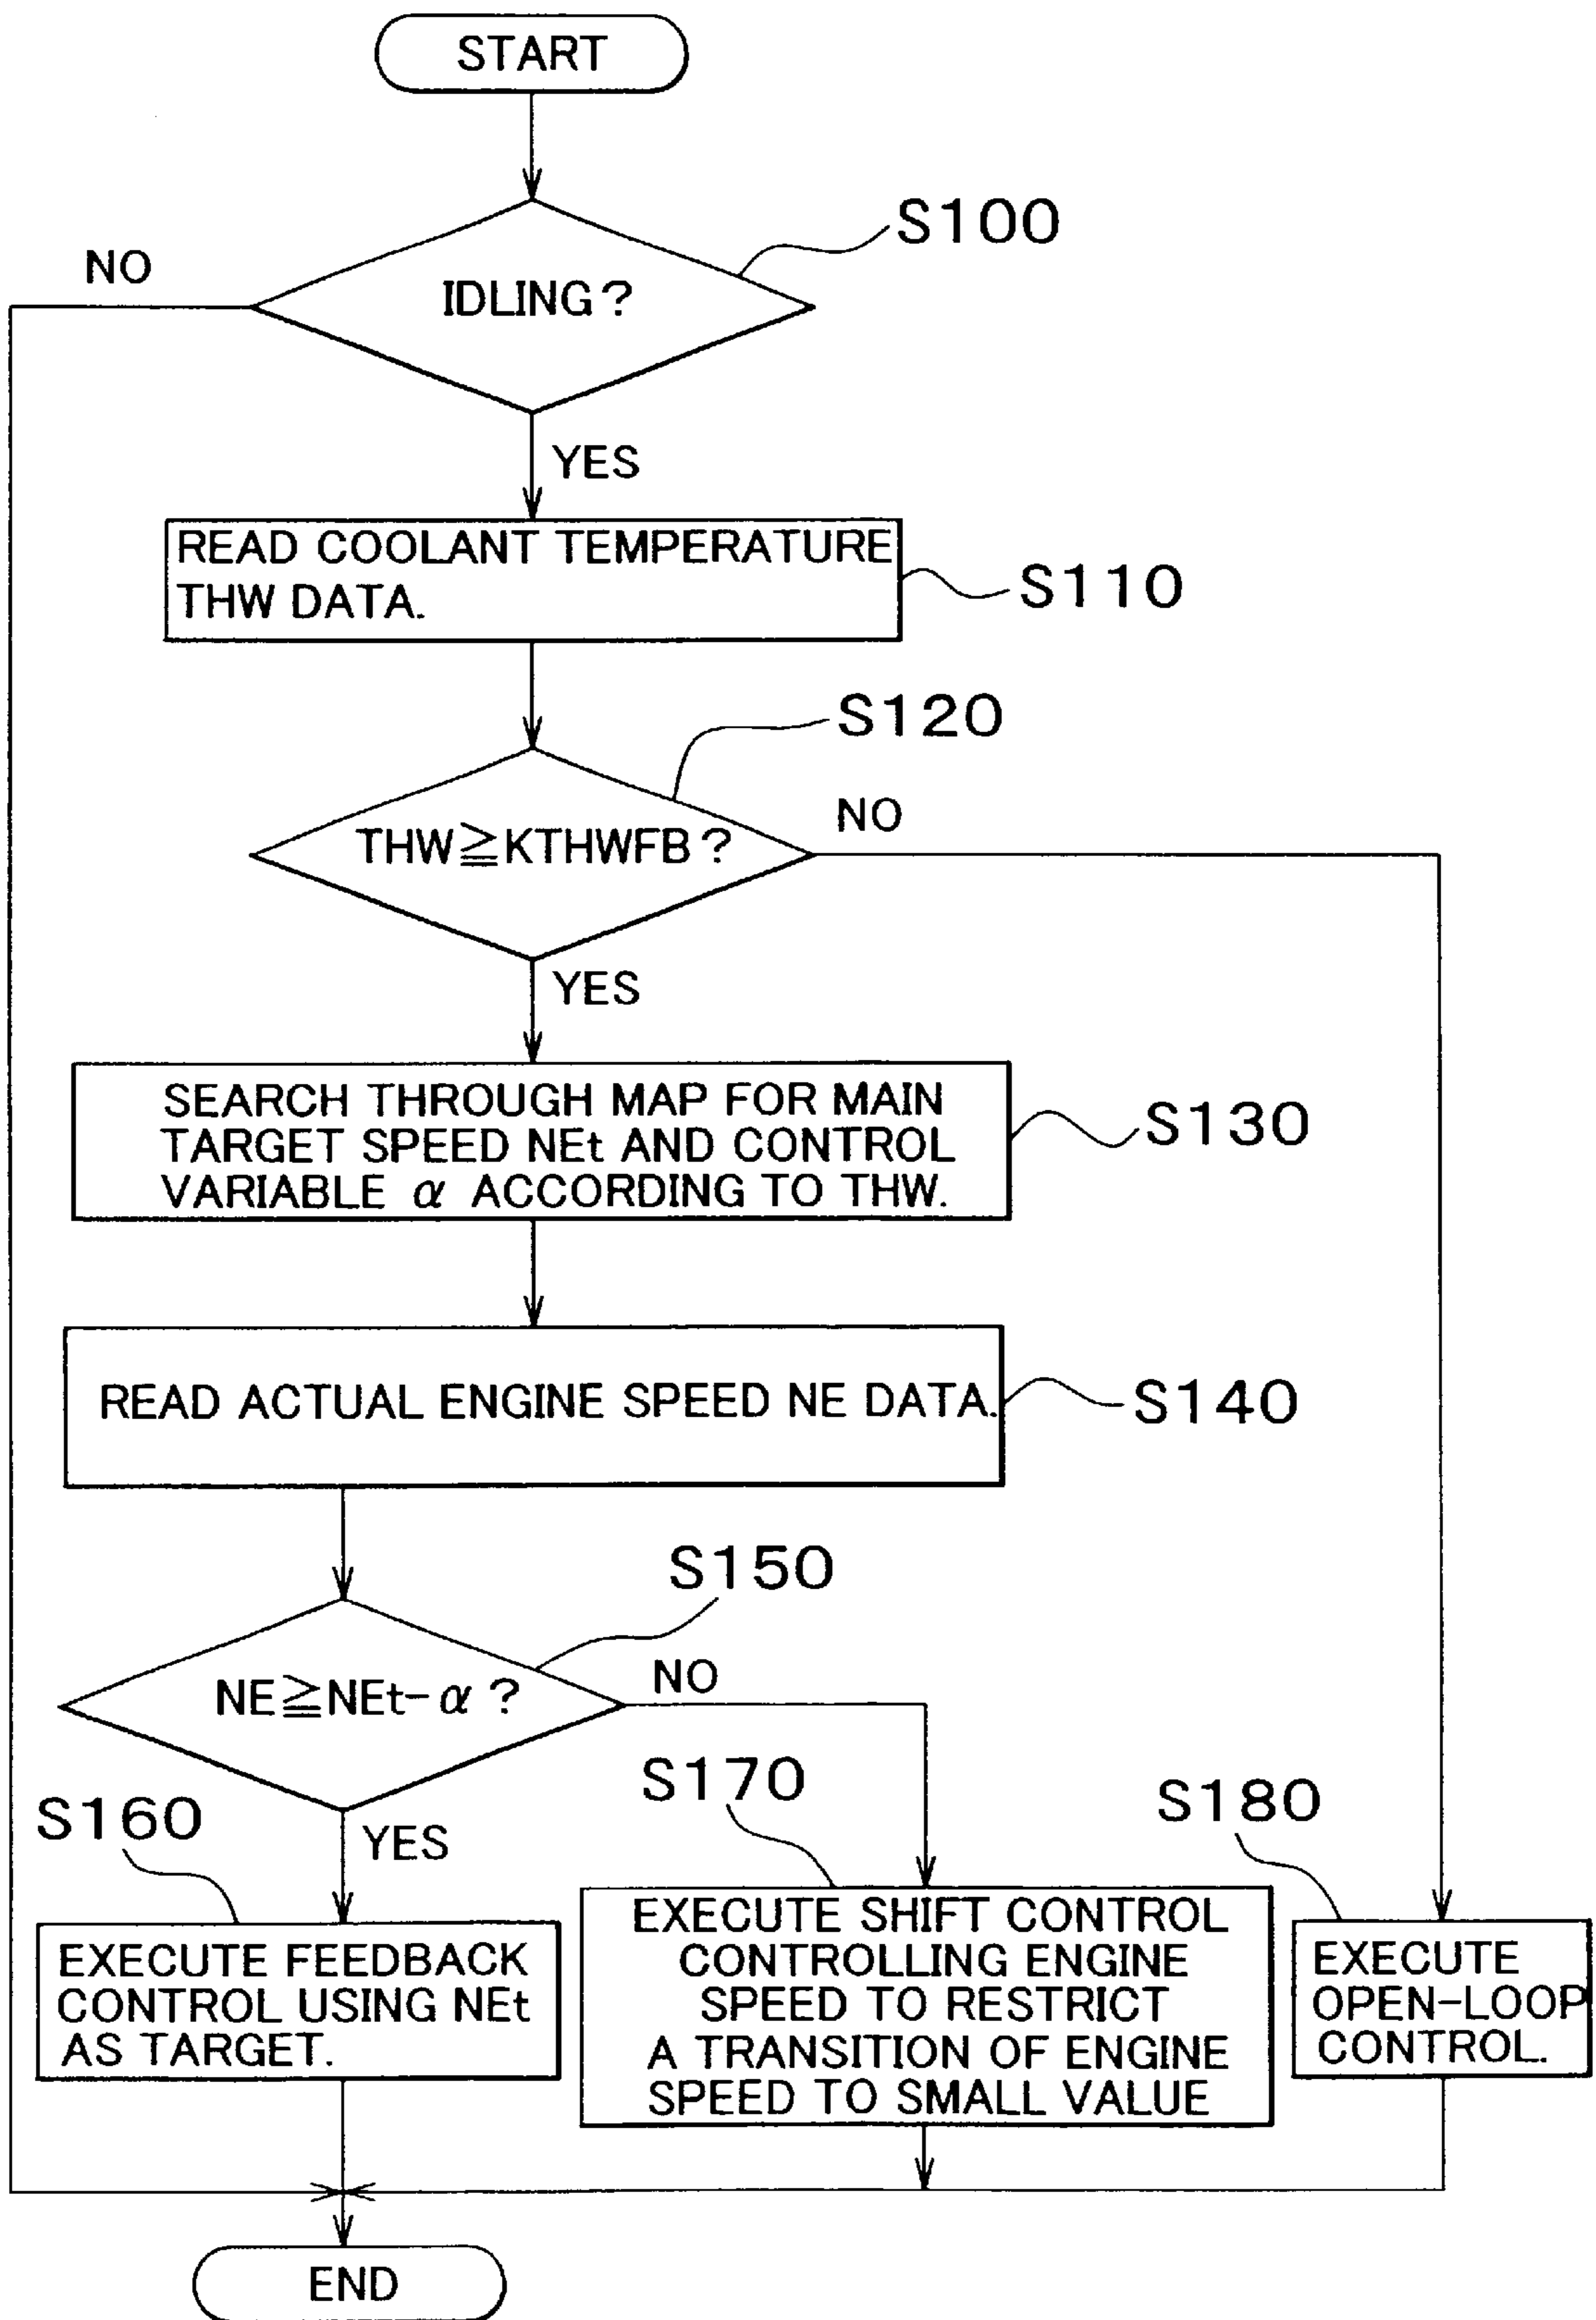 START
S100
NO
IDLING?
YES
READ COOLANT TEMPERATURE
THW DATA.
S110
S120
NO
THW≧KTHWFB?
YES
SEARCH THROUGH MAP FOR MAIN
TARGET SPEED NEt AND CONTROL
VARIABLE α ACCORDING TO THW.
S130
READ ACTUAL ENGINE SPEED NE DATA.
S140
S150
NO
NE≧NEt-α?
S170
S180
S160
YES
EXECUTE FEEDBACK
CONTROL USING NEt
AS TARGET.
EXECUTE SHIFT CONTROL
CONTROLLING ENGINE
SPEED TO RESTRICT
A TRANSITION OF ENGINE
SPEED TO SMALL VALUE
EXECUTE
OPEN-LOOP
CONTROL.
END